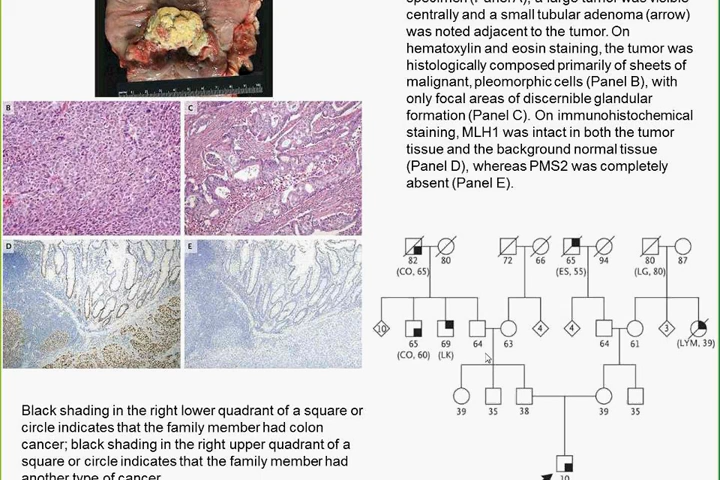 specimen (Panel A), a large tumor was visible
centrally and a small tubular adenoma (arrow)
was noted adjacent to the tumor. On
hematoxylin and eosin staining, the tumor was
histologically composed primarily of sheets of
malignant, pleomorphic cells (Panel B), with
only focal areas of discernible glandular
formation (Panel C). On immunohistochemical
staining, MLH1 was intact in both the tumor
tissue and the background normal tissue
(Panel D), whereas PMS2 was completely
absent (Panel E).
B
C
D
E
82 80 72 66 65 94 80 87
(CO, 65) (ES, 55) (LG, 80)
10 4 4 3
65 69 64 63 64 61 (LYM, 39)
(CO, 60) (LK)
39 35 38 39 35
Black shading in the right lower quadrant of a square or
circle indicates that the family member had colon
cancer; black shading in the right upper quadrant of a
square or circle indicates that the family member had
another type of cancer